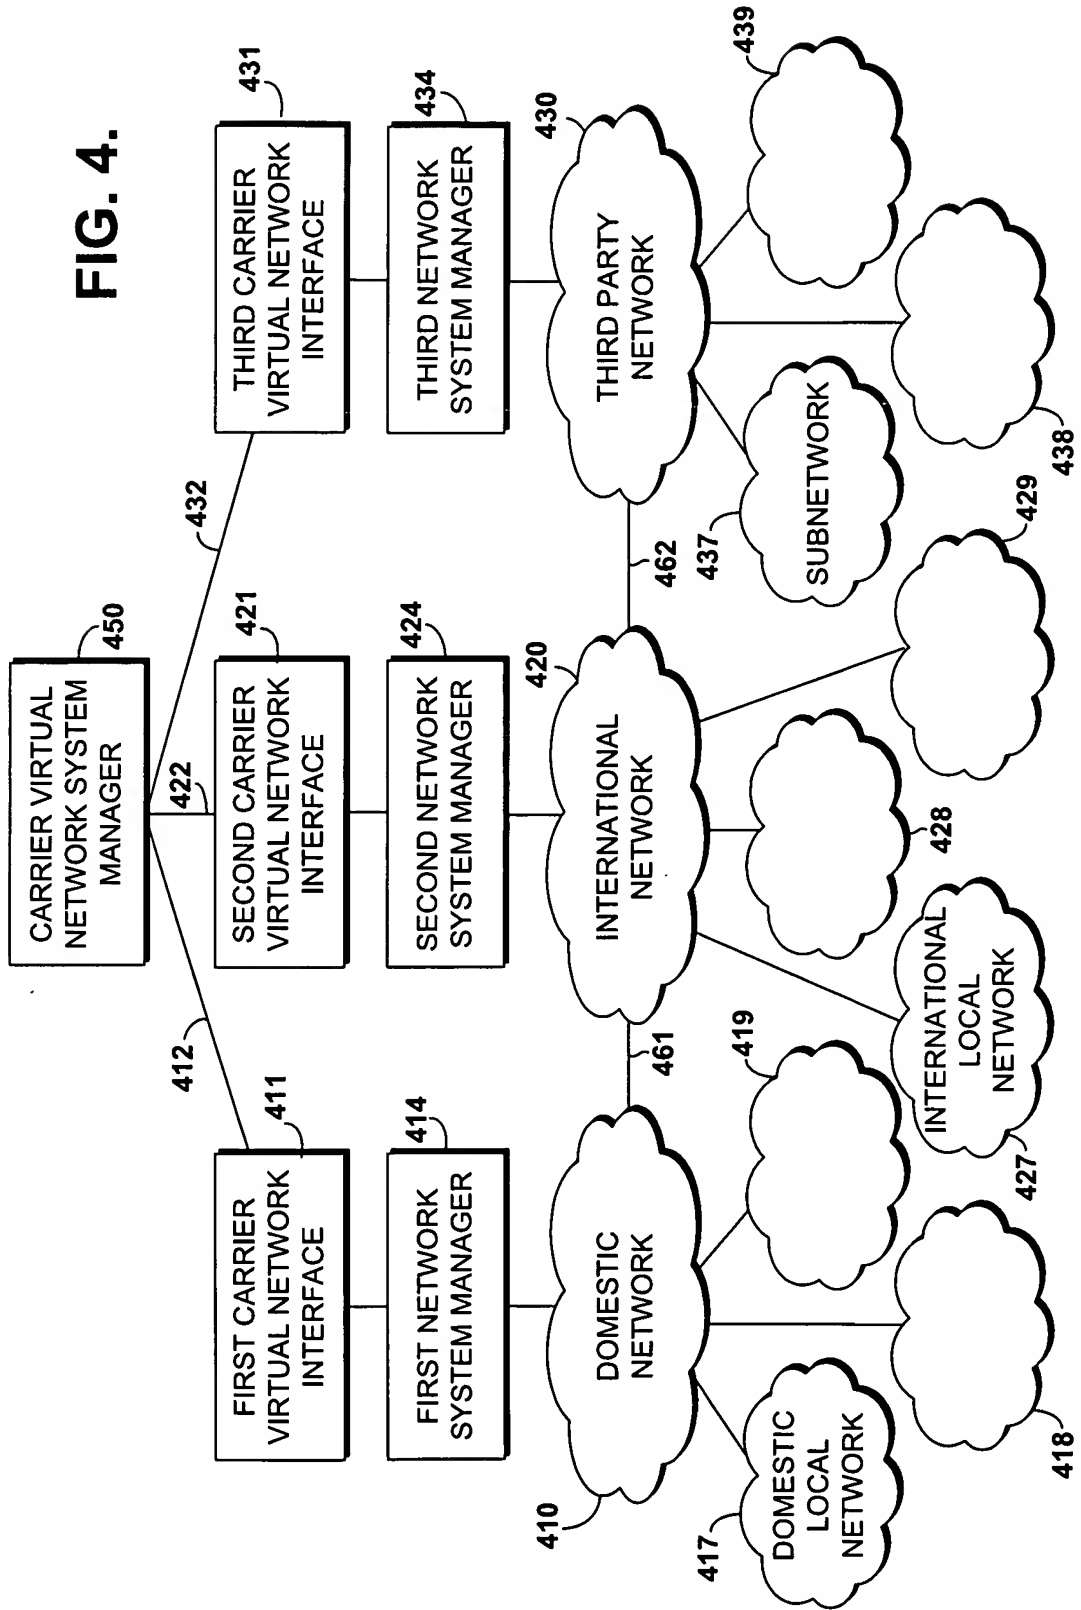 FIG. 4.
CARRIER VIRTUAL
NETWORK SYSTEM
MANAGER
450
412
422
432
FIRST CARRIER
VIRTUAL NETWORK
INTERFACE
411
SECOND CARRIER
VIRTUAL NETWORK
INTERFACE
421
THIRD CARRIER
VIRTUAL NETWORK
INTERFACE
431
FIRST NETWORK
SYSTEM MANAGER
414
SECOND NETWORK
SYSTEM MANAGER
424
THIRD NETWORK
SYSTEM MANAGER
434
410
DOMESTIC
NETWORK
461
INTERNATIONAL
NETWORK
420
462
THIRD PARTY
NETWORK
430
417
DOMESTIC
LOCAL
NETWORK
418
419
427
INTERNATIONAL
LOCAL
NETWORK
428
429
437
SUBNETWORK
438
439